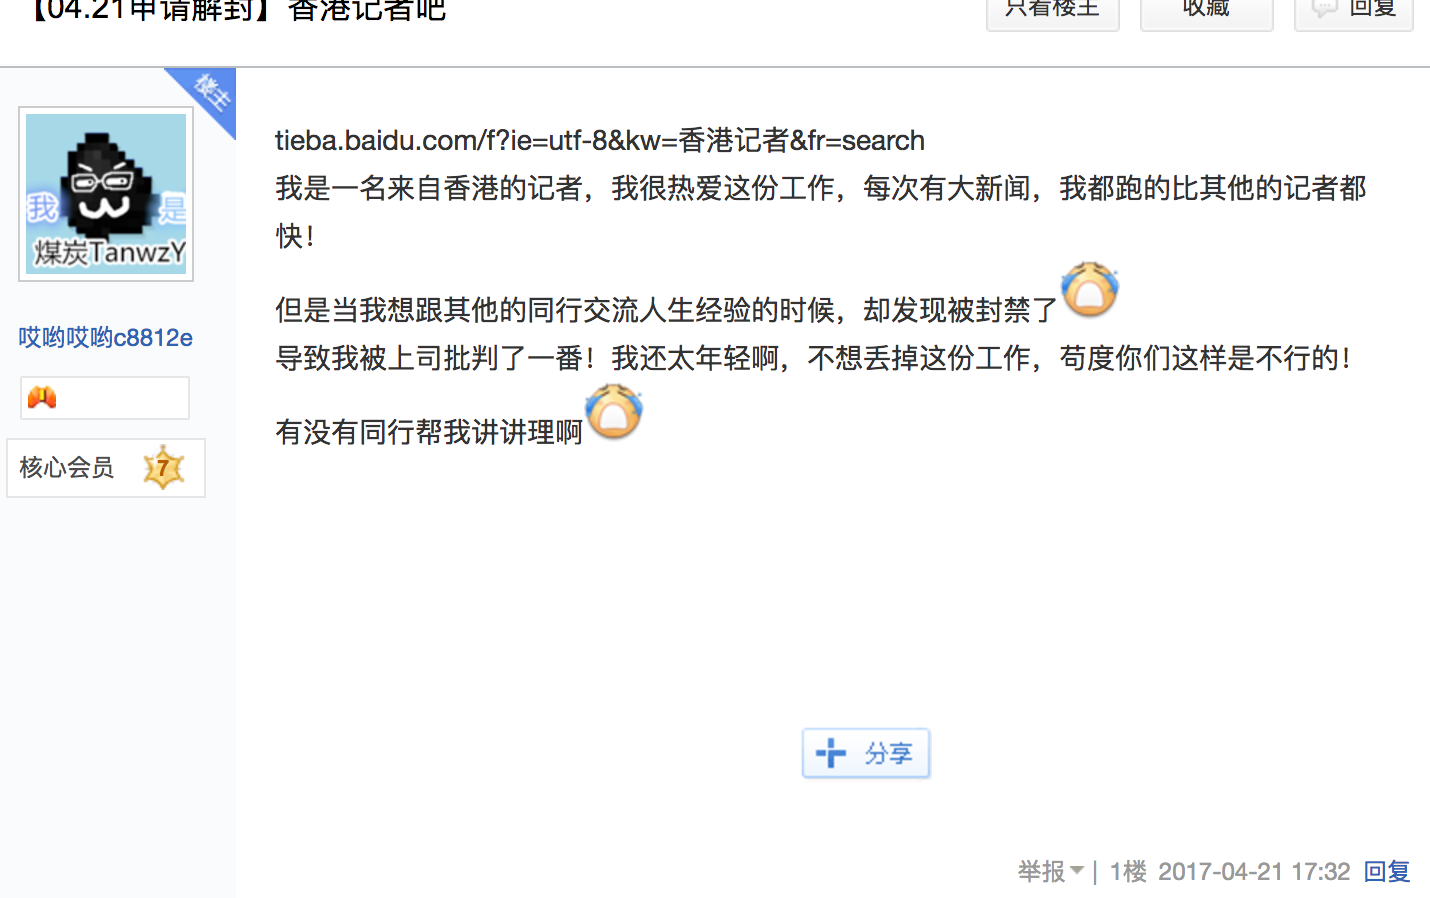 【04.21申请解封】香港记者吧
只看楼主
收藏
回复
楼主
我 是
煤炭TanwzY
哎哟哎哟c8812e
核心会员 7
tieba.baidu.com/f?ie=utf-8&kw=香港记者&fr=search
我是一名来自香港的记者，我很热爱这份工作，每次有大新闻，我都跑的比其他的记者都
快！
但是当我想跟其他的同行交流人生经验的时候，却发现被封禁了
导致我被上司批判了一番！我还太年轻啊，不想丢掉这份工作，苟度你们这样是不行的！
有没有同行帮我讲讲理啊
分享
举报 | 1楼 2017-04-21 17:32 回复